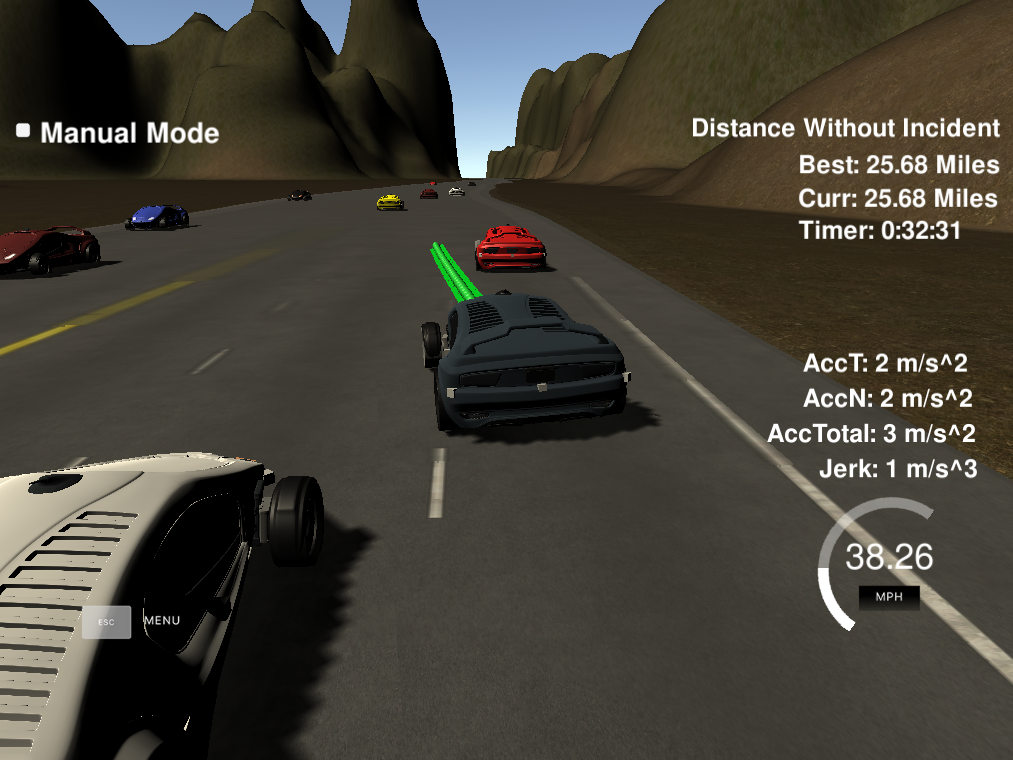 Manual Mode
Distance Without Incident
Best: 25.68 Miles
Curr: 25.68 Miles
Timer: 0:32:31
AccT: 2 m/s^2
AccN: 2 m/s^2
AccTotal: 3 m/s^2
Jerk: 1 m/s^3
38.26
MPH
ESC MENU